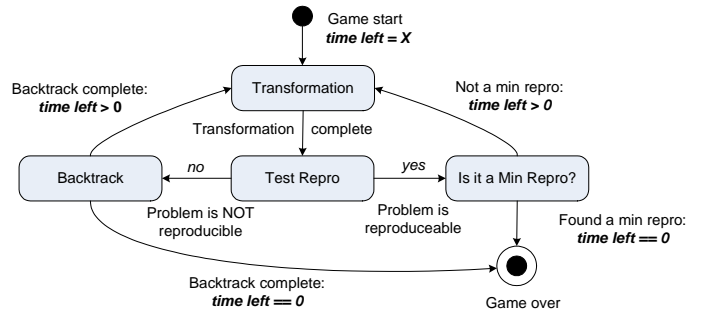 Game start
time left = X
Transformation
Backtrack complete:
time left > 0
Not a min repro:
time left > 0
Transformation complete
Backtrack
no
Test Repro
yes
Is it a Min Repro?
Problem is NOT
reproducible
Problem is
reproduceable
Found a min repro:
time left == 0
Backtrack complete:
time left == 0
Game over